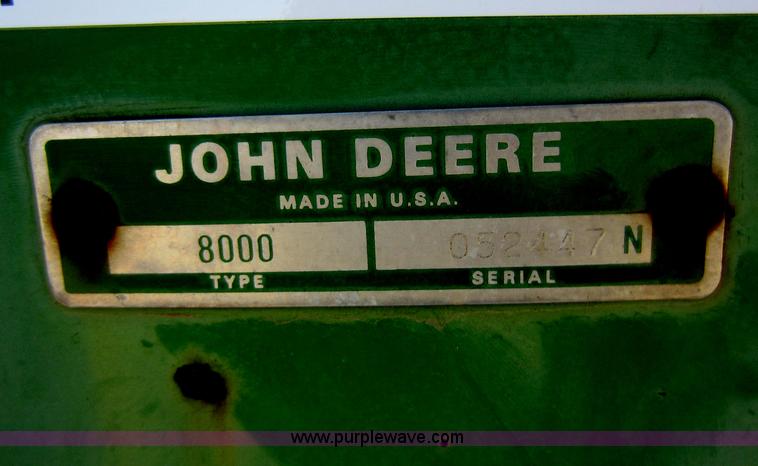 JOHN DEERE
MADE IN U.S.A.
8000 052447 N
TYPE SERIAL
www.purplewave.com